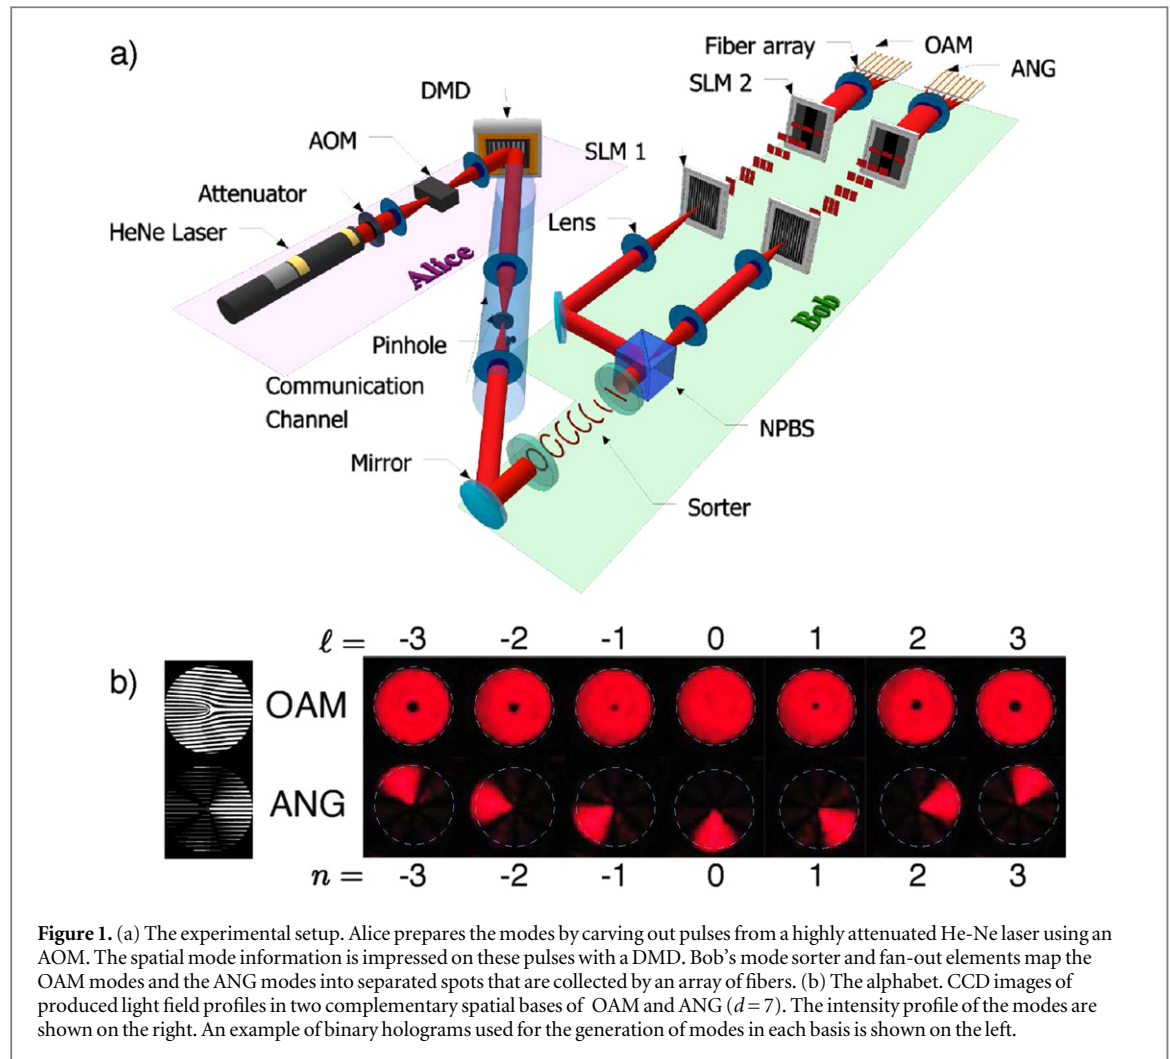 a)
Fiber array
OAM
ANG
SLM 2
DMD
AOM
SLM 1
Attenuator
Lens
HeNe Laser
Alice
Bob
Pinhole
Communication
Channel
NPBS
Mirror
Sorter
ℓ = -3 -2 -1 0 1 2 3
b)
OAM
ANG
n = -3 -2 -1 0 1 2 3
Figure 1. (a) The experimental setup. Alice prepares the modes by carving out pulses from a highly attenuated He-Ne laser using an
AOM. The spatial mode information is impressed on these pulses with a DMD. Bob's mode sorter and fan-out elements map the
OAM modes and the ANG modes into separated spots that are collected by an array of fibers. (b) The alphabet. CCD images of
produced light field profiles in two complementary spatial bases of OAM and ANG (d = 7). The intensity profile of the modes are
shown on the right. An example of binary holograms used for the generation of modes in each basis is shown on the left.